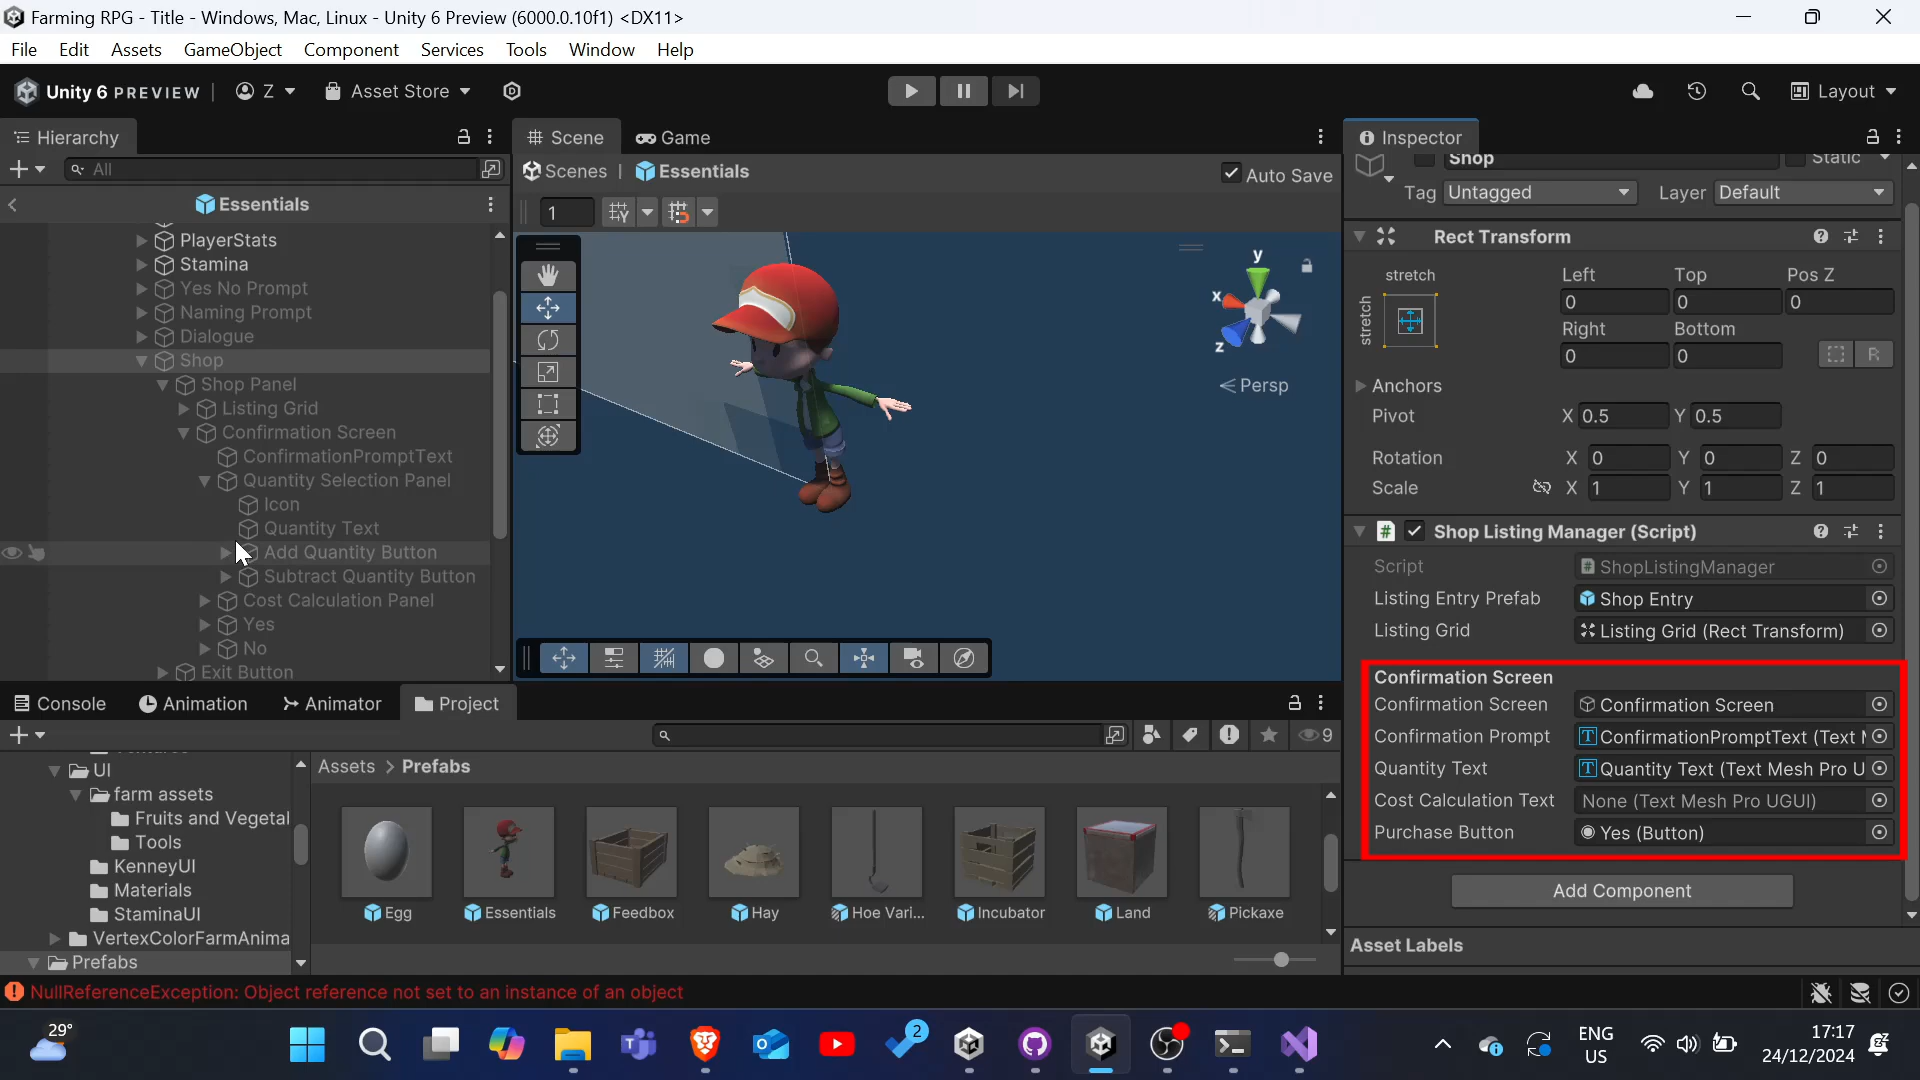 Farming RPG - Title - Windows, Mac, Linux - Unity 6 Preview (6000.0.10f1) <DX11>
File Edit Assets GameObject Component Services Tools Window Help
Unity 6 PREVIEW Z Asset Store Layout
Hierarchy Scene Game Inspector
All
Scenes | Essentials Auto Save
Essentials
1
Shop Static
Tag Untagged Layer Default
PlayerStats
Stamina
Yes No Prompt
Naming Prompt
Dialogue
Shop
Shop Panel
Listing Grid
Confirmation Screen
ConfirmationPromptText
Quantity Selection Panel
Icon
Quantity Text
Add Quantity Button
Subtract Quantity Button
Cost Calculation Panel
Yes
No
Exit Button
y
x
z
Persp
Rect Transform
stretch Left Top Pos Z
stretch
0 0 0
Right Bottom
0 0 R
Anchors
Pivot X 0.5 Y 0.5
Rotation X 0 Y 0 Z 0
Scale X 1 Y 1 Z 1
Shop Listing Manager (Script)
Script ShopListingManager
Listing Entry Prefab Shop Entry
Listing Grid Listing Grid (Rect Transform)
Confirmation Screen
Confirmation Screen Confirmation Screen
Confirmation Prompt ConfirmationPromptText (Text
Quantity Text Quantity Text (Text Mesh Pro U
Cost Calculation Text None (Text Mesh Pro UGUI)
Purchase Button Yes (Button)
Add Component
Asset Labels
Console Animation Animator Project
9
UI
farm assets
Fruits and Vegetal
Tools
KenneyUI
Materials
StaminaUI
VertexColorFarmAnima
Prefabs
Assets > Prefabs
Egg Essentials Feedbox Hay Hoe Vari... Incubator Land Pickaxe
NullReferenceException: Object reference not set to an instance of an object
29°
2
ENG
US
17:17
24/12/2024